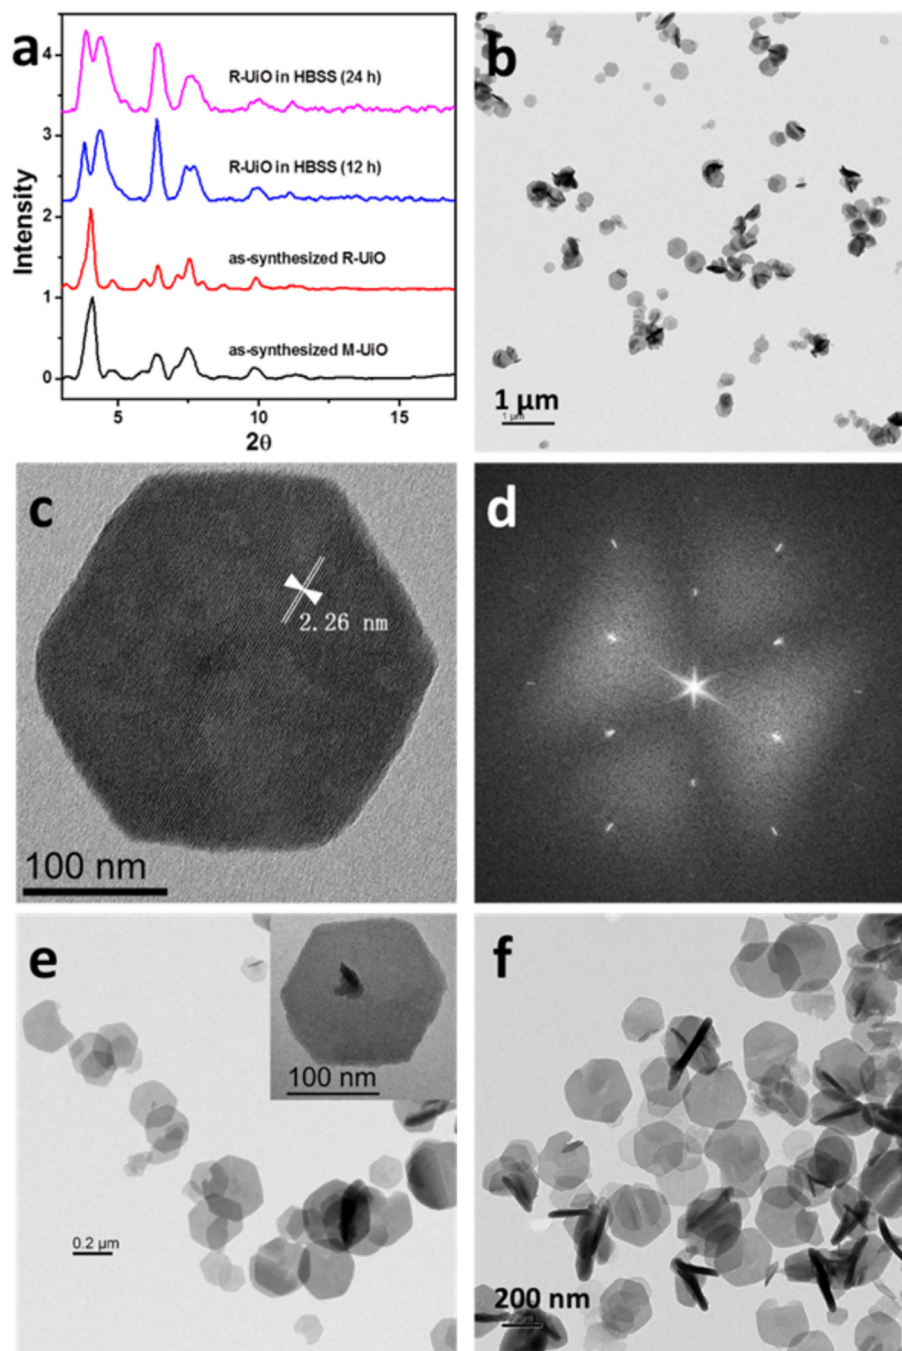 a
4
3
2
1
0
Intensity
R-UiO in HBSS (24 h)
R-UiO in HBSS (12 h)
as-synthesized R-UiO
as-synthesized M-UiO
5
10
15
2θ
b
1 μm
1 μm
c
2.26 nm
100 nm
d
e
100 nm
0.2 μm
f
200 nm